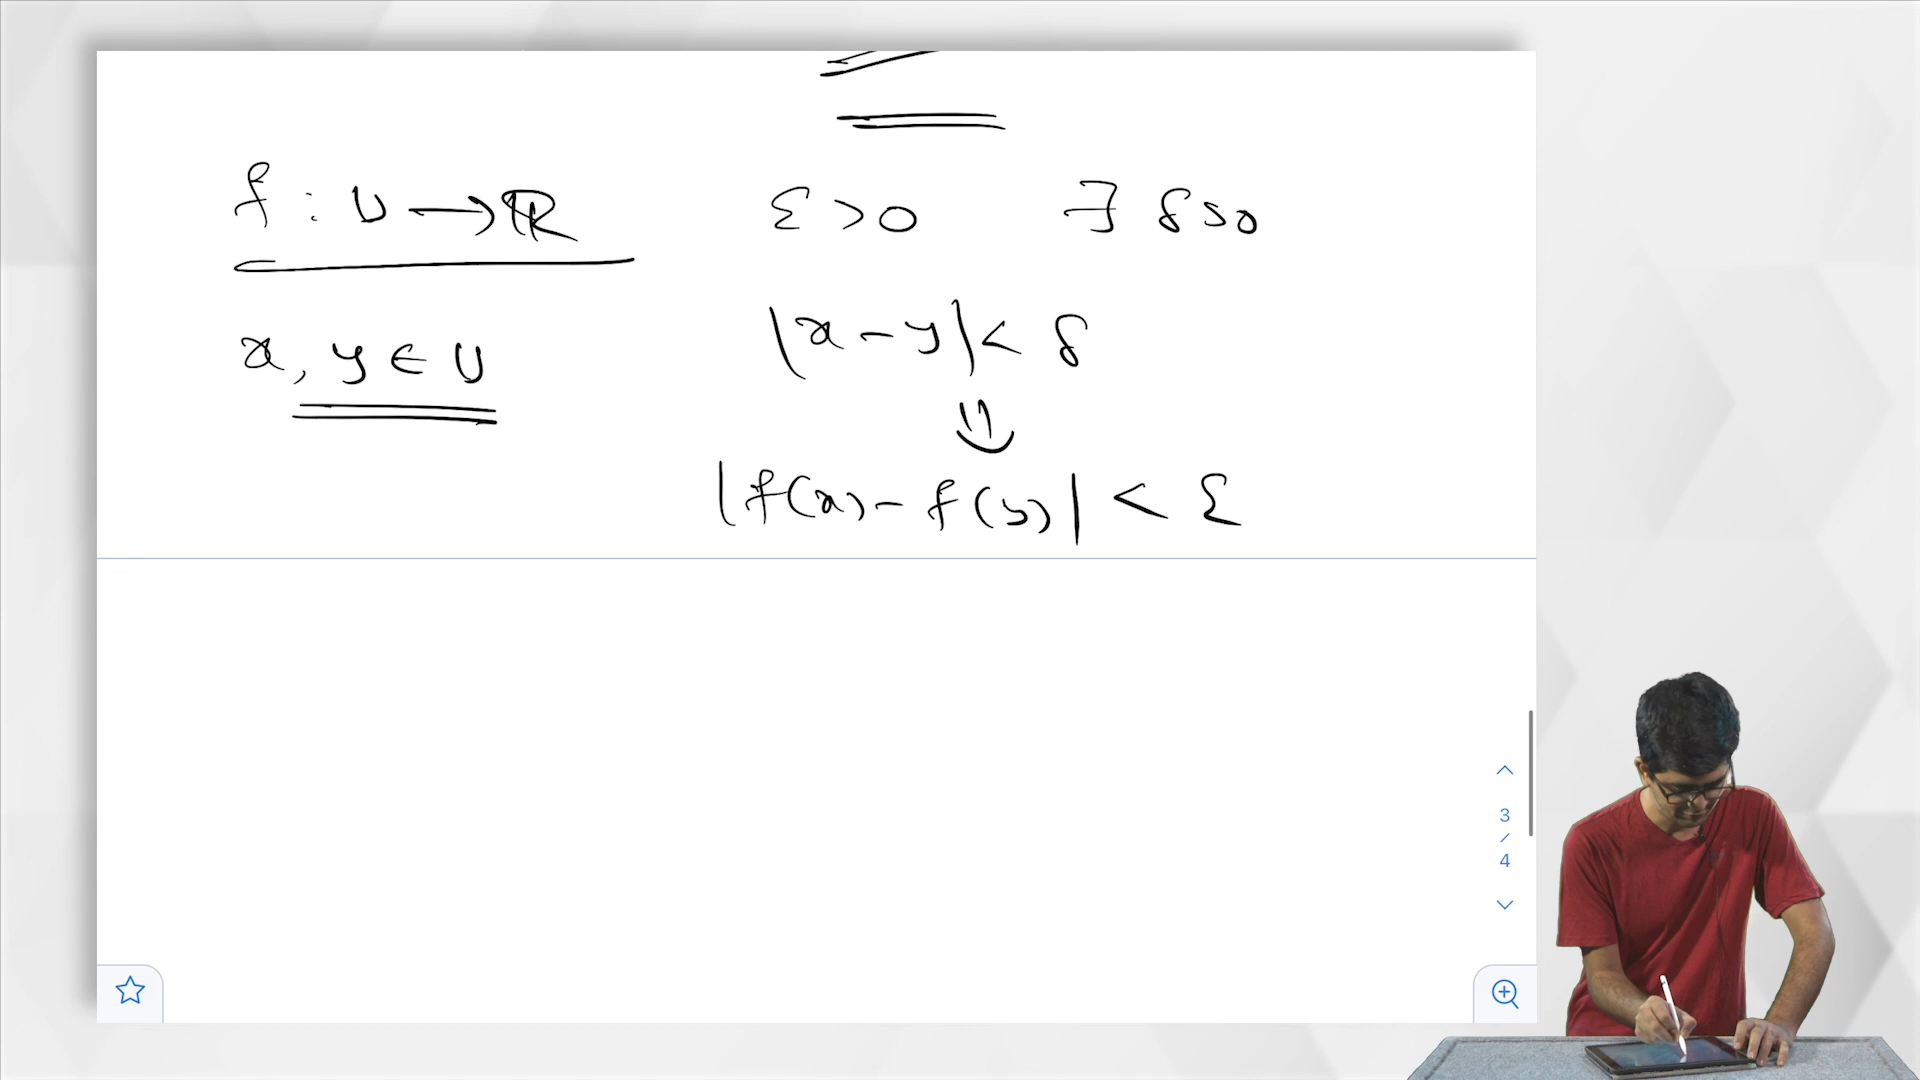 f : U → ℝ ε > 0 ∃ δ > 0
x, y ∈ U |x - y| < δ
⇓
|f(x) - f(y)| < ε
3
/
4